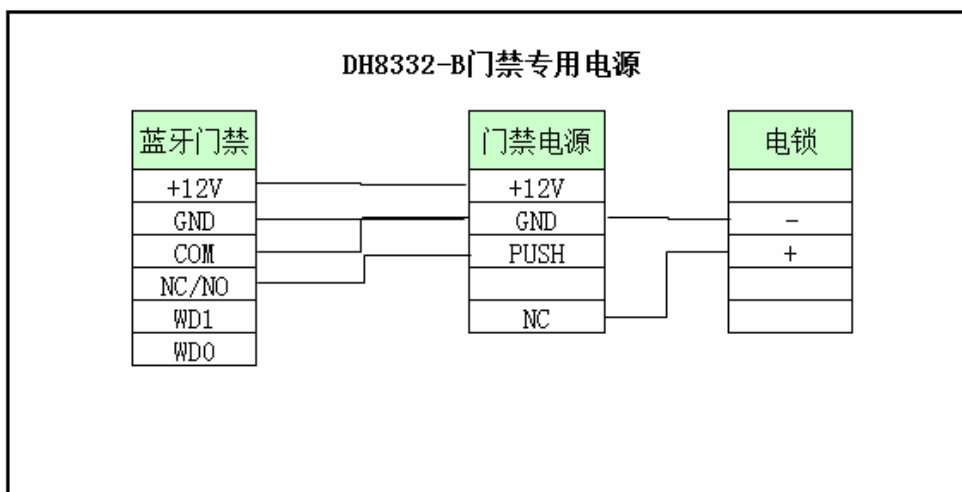 DH8332-B门禁专用电源
蓝牙门禁 门禁电源 电锁
+12V +12V
GND GND -
COM PUSH +
NC/NO
WD1 NC
WD0